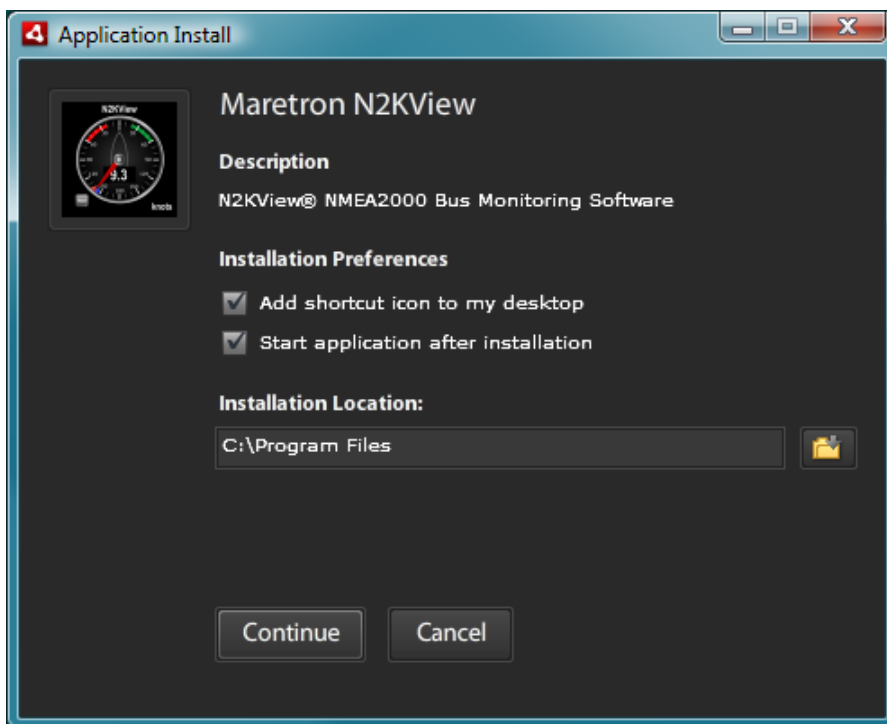 Application Install
N2KView
9.3
knots
Maretron N2KView
Description
N2KView® NMEA2000 Bus Monitoring Software
Installation Preferences
Add shortcut icon to my desktop
Start application after installation
Installation Location:
C:\Program Files
Continue
Cancel